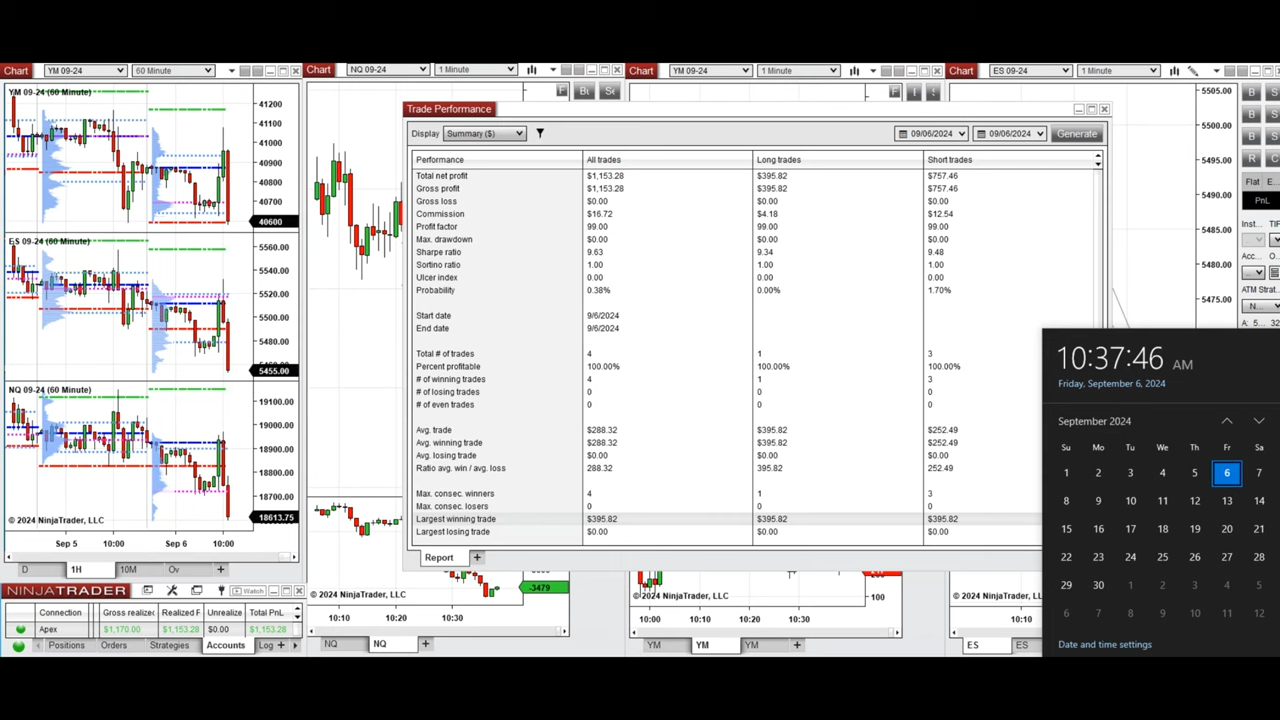 Chart YM 09-24 60 Minute
Chart NQ 09-24 1 Minute
Chart YM 09-24 1 Minute
Chart ES 09-24 1 Minute
YM 09-24 (60 Minute)
41200
41000
40900
40800
40700
40600
ES 09-24 (60 Minute)
5560.00
5540.00
5520.00
5500.00
5480.00
5455.00
NQ 09-24 (60 Minute)
19100.00
19000.00
18900.00
18800.00
18700.00
18613.75
© 2024 NinjaTrader, LLC
Sep 5 10:00 Sep 6 10:00
D 1H 10M Ov +
F
Trade Performance
Display Summary ($) 09/06/2024 09/06/2024 Generate
Performance All trades Long trades Short trades
Total net profit $1,153.28 $395.82 $757.46
Gross profit $1,153.28 $395.82 $757.46
Gross loss $0.00 $0.00 $0.00
Commission $16.72 $4.18 $12.54
Profit factor 99.00 99.00 99.00
Max. drawdown $0.00 $0.00 $0.00
Sharpe ratio 9.63 9.34 9.48
Sortino ratio 1.00 1.00 1.00
Ulcer index 0.00 0.00 0.00
Probability 0.38% 0.00% 1.70%
Start date 9/6/2024
End date 9/6/2024
Total # of trades 4 1 3
Percent profitable 100.00% 100.00% 100.00%
# of winning trades 4 1 3
# of losing trades 0 0 0
# of even trades 0 0 0
Avg. trade $288.32 $395.82 $252.49
Avg. winning trade $288.32 $395.82 $252.49
Avg. losing trade $0.00 $0.00 $0.00
Ratio avg. win / avg. loss 288.32 395.82 252.49
Max. consec. winners 4 1 3
Max. consec. losers 0 0 0
Largest winning trade $395.82 $395.82 $395.82
Largest losing trade $0.00 $0.00 $0.00
Report +
5505.00
5500.00
5495.00
5490.00
5485.00
5480.00
5475.00
B S
B S
B S
R C
Flat
PnL
Inst...
TIF
Acc...
ATM Strat
N...
A: 5...
10:37:46 AM
Friday, September 6, 2024
September 2024
Su Mo Tu We Th Fr Sa
1 2 3 4 5 6 7
8 9 10 11 12 13 14
15 16 17 18 19 20 21
22 23 24 25 26 27 28
29 30 1 2 3 4 5
6 7 8 9 10 11 12
Date and time settings
NINJATRADER Watch
Connection Gross realize Realized F Unrealize Total PnL
Apex $1,170.00 $1,153.28 $0.00 $1,153.28
Positions Orders Strategies Accounts Log +
-3479
© 2024 NinjaTrader, LLC
10:10 10:20 10:30
NQ NQ +
100
© 2024 NinjaTrader, LLC
10:00 10:10 10:20 10:30
YM YM YM +
© 2024 NinjaTrader, LLC
10:10
ES ES